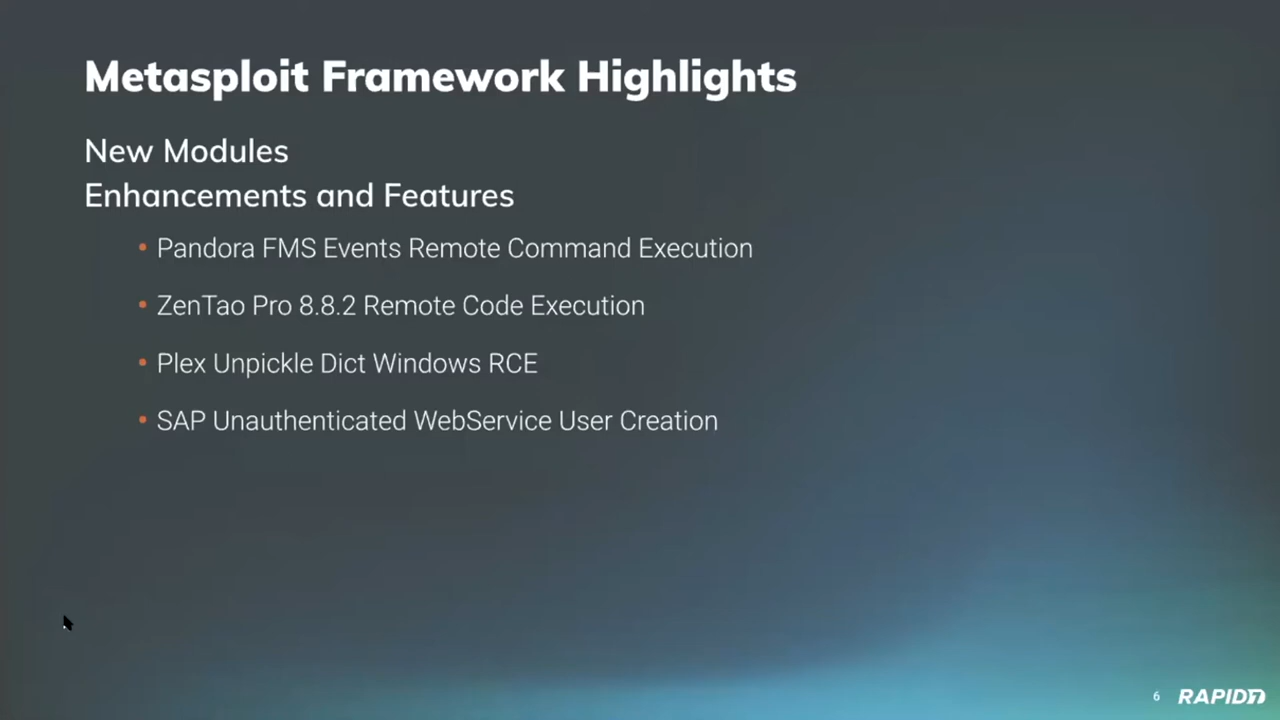 Metasploit Framework Highlights
New Modules
Enhancements and Features
• Pandora FMS Events Remote Command Execution
• ZenTao Pro 8.8.2 Remote Code Execution
• Plex Unpickle Dict Windows RCE
• SAP Unauthenticated WebService User Creation
6 RAPID7